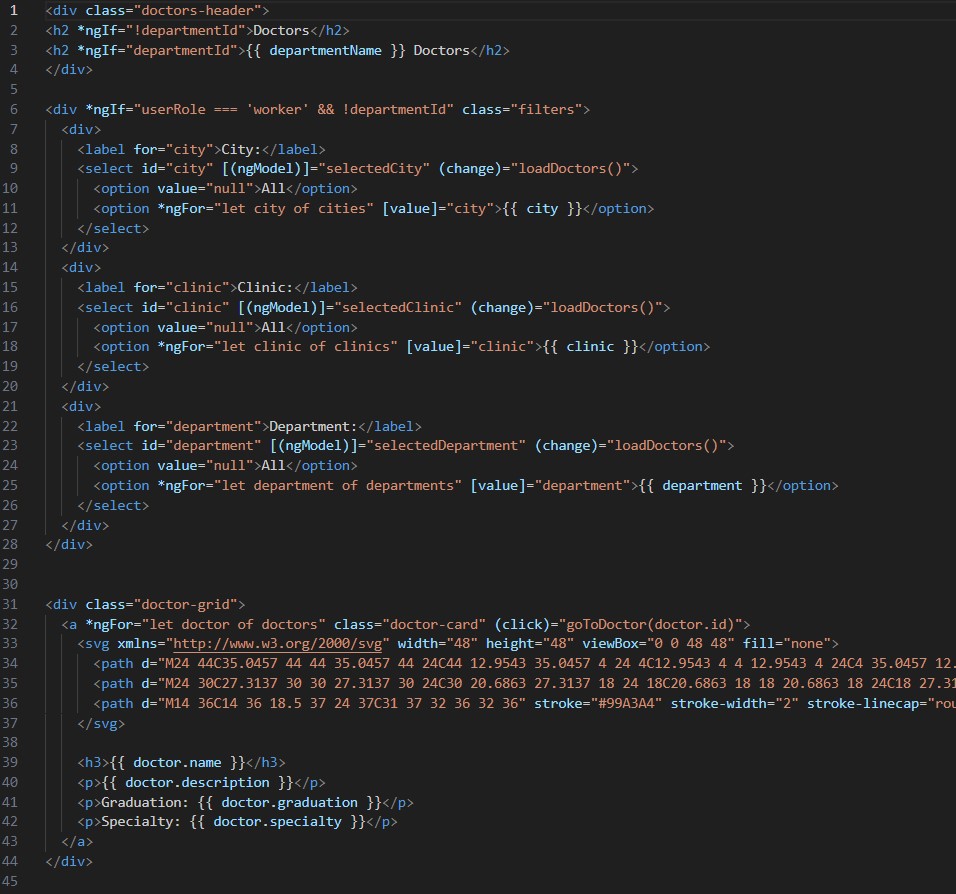 1 <div class="doctors-header">
2 <h2 *ngIf="!departmentId">Doctors</h2>
3 <h2 *ngIf="departmentId">{{ departmentName }} Doctors</h2>
4 </div>
5
6 <div *ngIf="userRole === 'worker' && !departmentId" class="filters">
7 <div>
8 <label for="city">City:</label>
9 <select id="city" [(ngModel)]="selectedCity" (change)="loadDoctors()">
10 <option value="null">All</option>
11 <option *ngFor="let city of cities" [value]="city">{{ city }}</option>
12 </select>
13 </div>
14 <div>
15 <label for="clinic">Clinic:</label>
16 <select id="clinic" [(ngModel)]="selectedClinic" (change)="loadDoctors()">
17 <option value="null">All</option>
18 <option *ngFor="let clinic of clinics" [value]="clinic">{{ clinic }}</option>
19 </select>
20 </div>
21 <div>
22 <label for="department">Department:</label>
23 <select id="department" [(ngModel)]="selectedDepartment" (change)="loadDoctors()">
24 <option value="null">All</option>
25 <option *ngFor="let department of departments" [value]="department">{{ department }}</option>
26 </select>
27 </div>
28 </div>
29
30
31 <div class="doctor-grid">
32 <a *ngFor="let doctor of doctors" class="doctor-card" (click)="goToDoctor(doctor.id)">
33 <svg xmlns="http://www.w3.org/2000/svg" width="48" height="48" viewBox="0 0 48 48" fill="none">
34 <path d="M24 44C35.0457 44 44 35.0457 44 24C44 12.9543 35.0457 4 24 4C12.9543 4 4 12.9543 4 24C4 35.0457 12.
35 <path d="M24 30C27.3137 30 30 27.3137 30 24C30 20.6863 27.3137 18 24 18C20.6863 18 18 20.6863 18 24C18 27.31
36 <path d="M14 36C14 36 18.5 37 24 37C31 37 32 36 32 36" stroke="#99A3A4" stroke-width="2" stroke-linecap="rou
37 </svg>
38
39 <h3>{{ doctor.name }}</h3>
40 <p>{{ doctor.description }}</p>
41 <p>Graduation: {{ doctor.graduation }}</p>
42 <p>Specialty: {{ doctor.specialty }}</p>
43 </a>
44 </div>
45